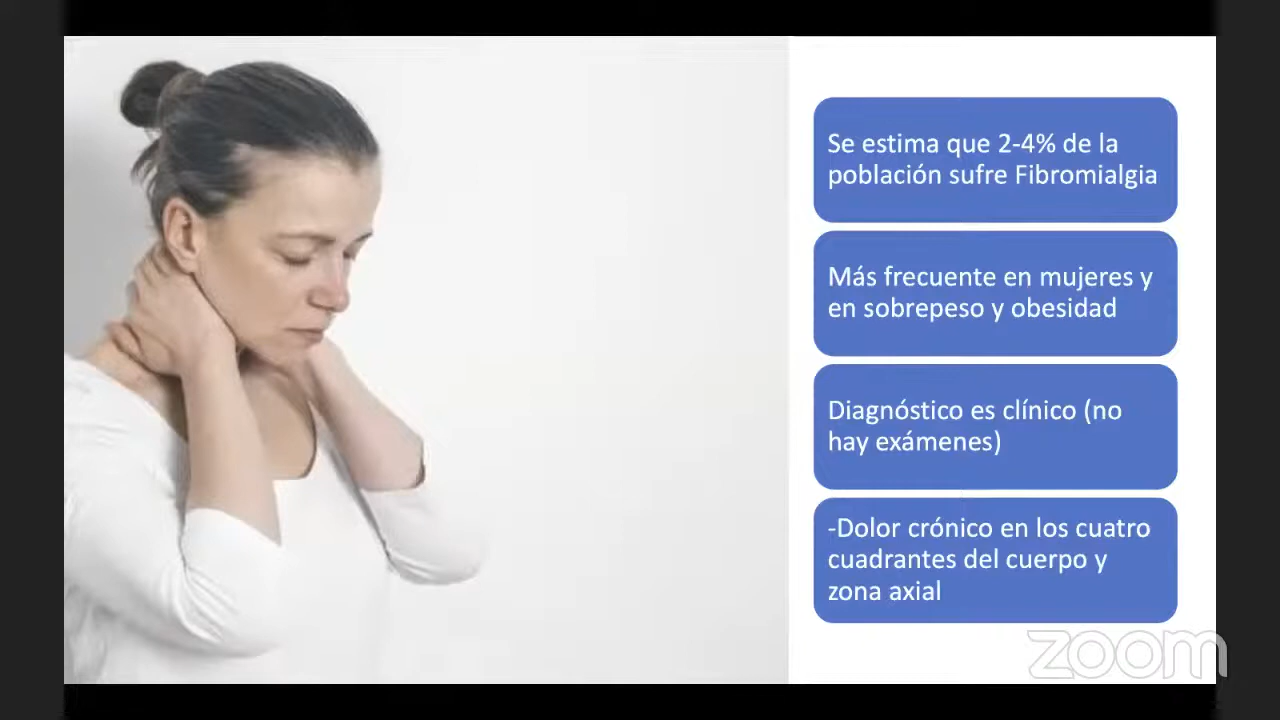 Se estima que 2-4% de la
población sufre Fibromialgia
Más frecuente en mujeres y
en sobrepeso y obesidad
Diagnóstico es clínico (no
hay exámenes)
-Dolor crónico en los cuatro
cuadrantes del cuerpo y
zona axial
zoom